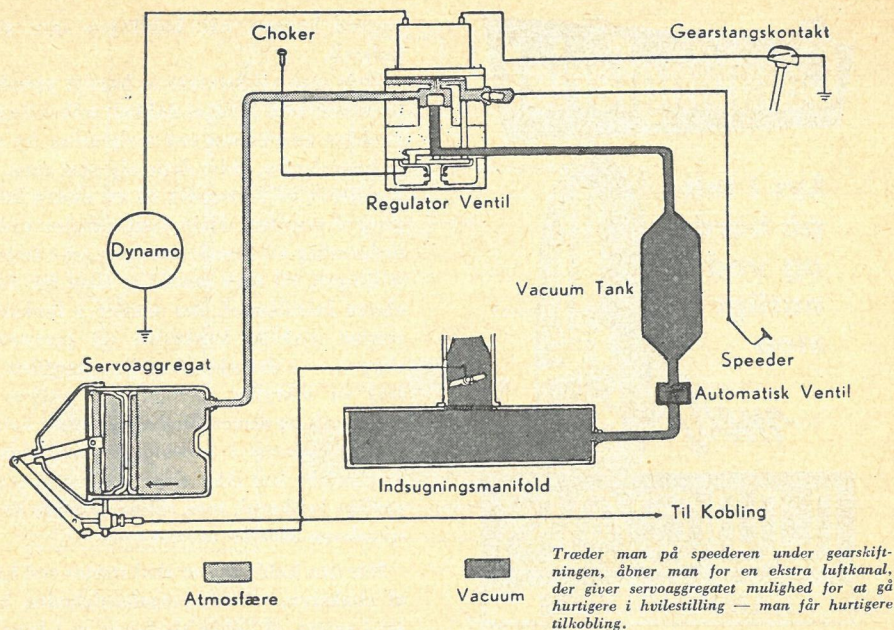 Choker
Gearstangskontakt
Regulator Ventil
Dynamo
Vacuum Tank
Servoaggregat
Speeder
Automatisk Ventil
Indsugningsmanifold
Til Kobling
Atmosfære
Vacuum
Træder man på speederen under gearskift-
ningen, åbner man for en ekstra luftkanal,
der giver servoaggregatet mulighed for at gå
hurtigere i hvilestilling — man får hurtigere
tilkobling.